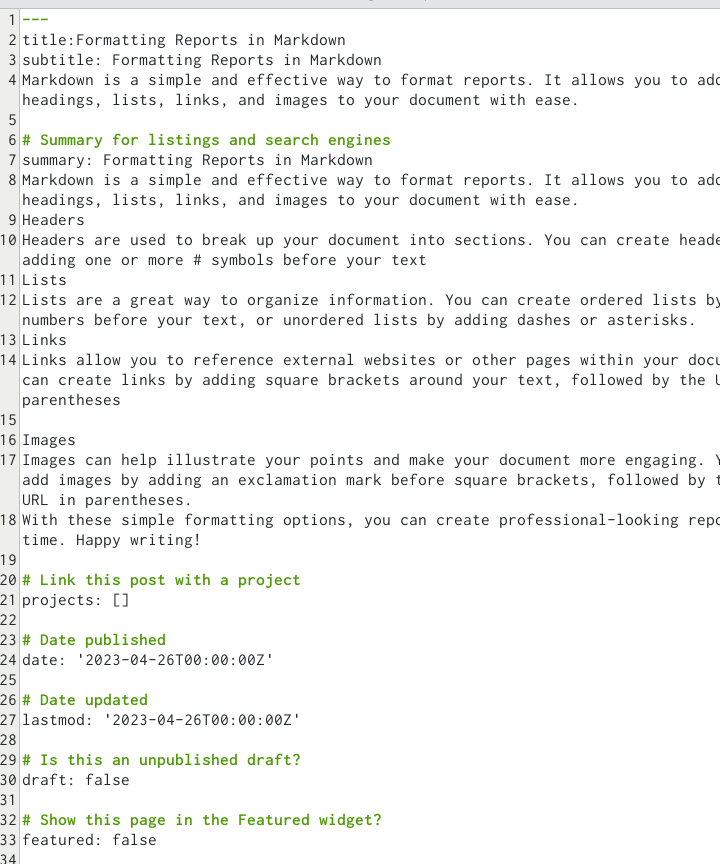 1 ---
2 title:Formatting Reports in Markdown
3 subtitle: Formatting Reports in Markdown
4 Markdown is a simple and effective way to format reports. It allows you to add
headings, lists, links, and images to your document with ease.
5
6 # Summary for listings and search engines
7 summary: Formatting Reports in Markdown
8 Markdown is a simple and effective way to format reports. It allows you to add
headings, lists, links, and images to your document with ease.
9 Headers
10 Headers are used to break up your document into sections. You can create heade
adding one or more # symbols before your text
11 Lists
12 Lists are a great way to organize information. You can create ordered lists by
numbers before your text, or unordered lists by adding dashes or asterisks.
13 Links
14 Links allow you to reference external websites or other pages within your docu
can create links by adding square brackets around your text, followed by the U
parentheses
15
16 Images
17 Images can help illustrate your points and make your document more engaging. Y
add images by adding an exclamation mark before square brackets, followed by t
URL in parentheses.
18 With these simple formatting options, you can create professional-looking repo
time. Happy writing!
19
20 # Link this post with a project
21 projects: []
22
23 # Date published
24 date: '2023-04-26T00:00:00Z'
25
26 # Date updated
27 lastmod: '2023-04-26T00:00:00Z'
28
29 # Is this an unpublished draft?
30 draft: false
31
32 # Show this page in the Featured widget?
33 featured: false
34